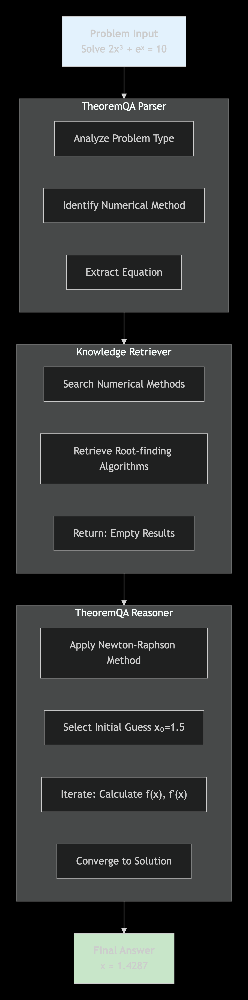 Problem Input
Solve 2x³ + eˣ = 10
TheoremQA Parser
Analyze Problem Type
Identify Numerical Method
Extract Equation
Knowledge Retriever
Search Numerical Methods
Retrieve Root-finding
Algorithms
Return: Empty Results
TheoremQA Reasoner
Apply Newton-Raphson
Method
Select Initial Guess x₀=1.5
Iterate: Calculate f(x), f'(x)
Converge to Solution
Final Answer
x ≈ 1.4287